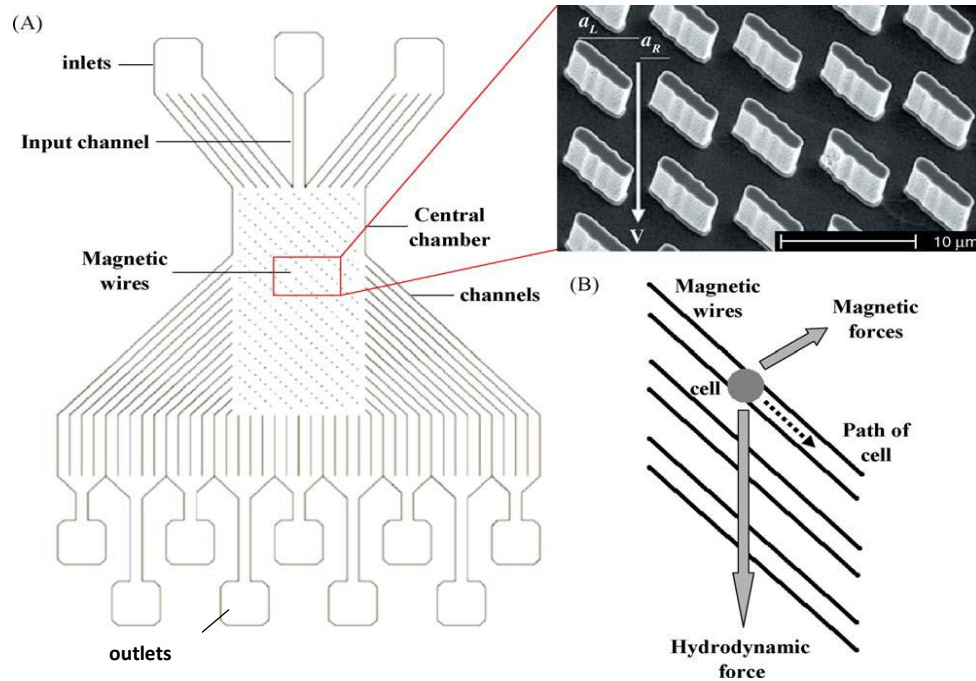 (A)
inlets
Input channel
Magnetic
wires
Central
chamber
channels
outlets
a_L
a_R
V
10 μm
(B)
Magnetic
wires
Magnetic
forces
cell
Path of
cell
Hydrodynamic
force